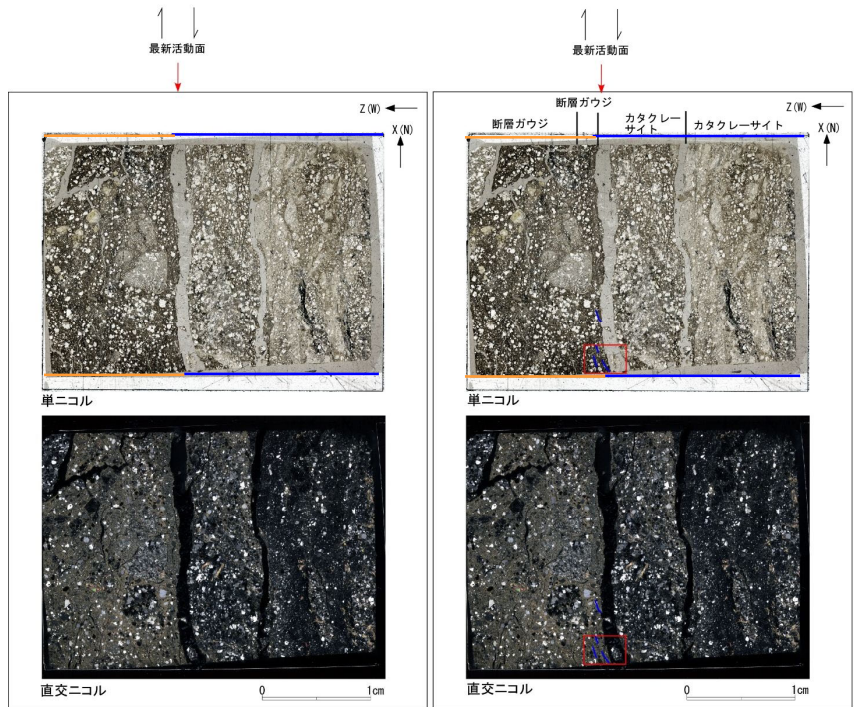 最新活動面
Z(W)
X(N)
単ニコル
直交ニコル
0 1cm
最新活動面
断層ガウジ
断層ガウジ
カタクレー
サイト
カタクレーサイト
Z(W)
X(N)
単ニコル
直交ニコル
0 1cm